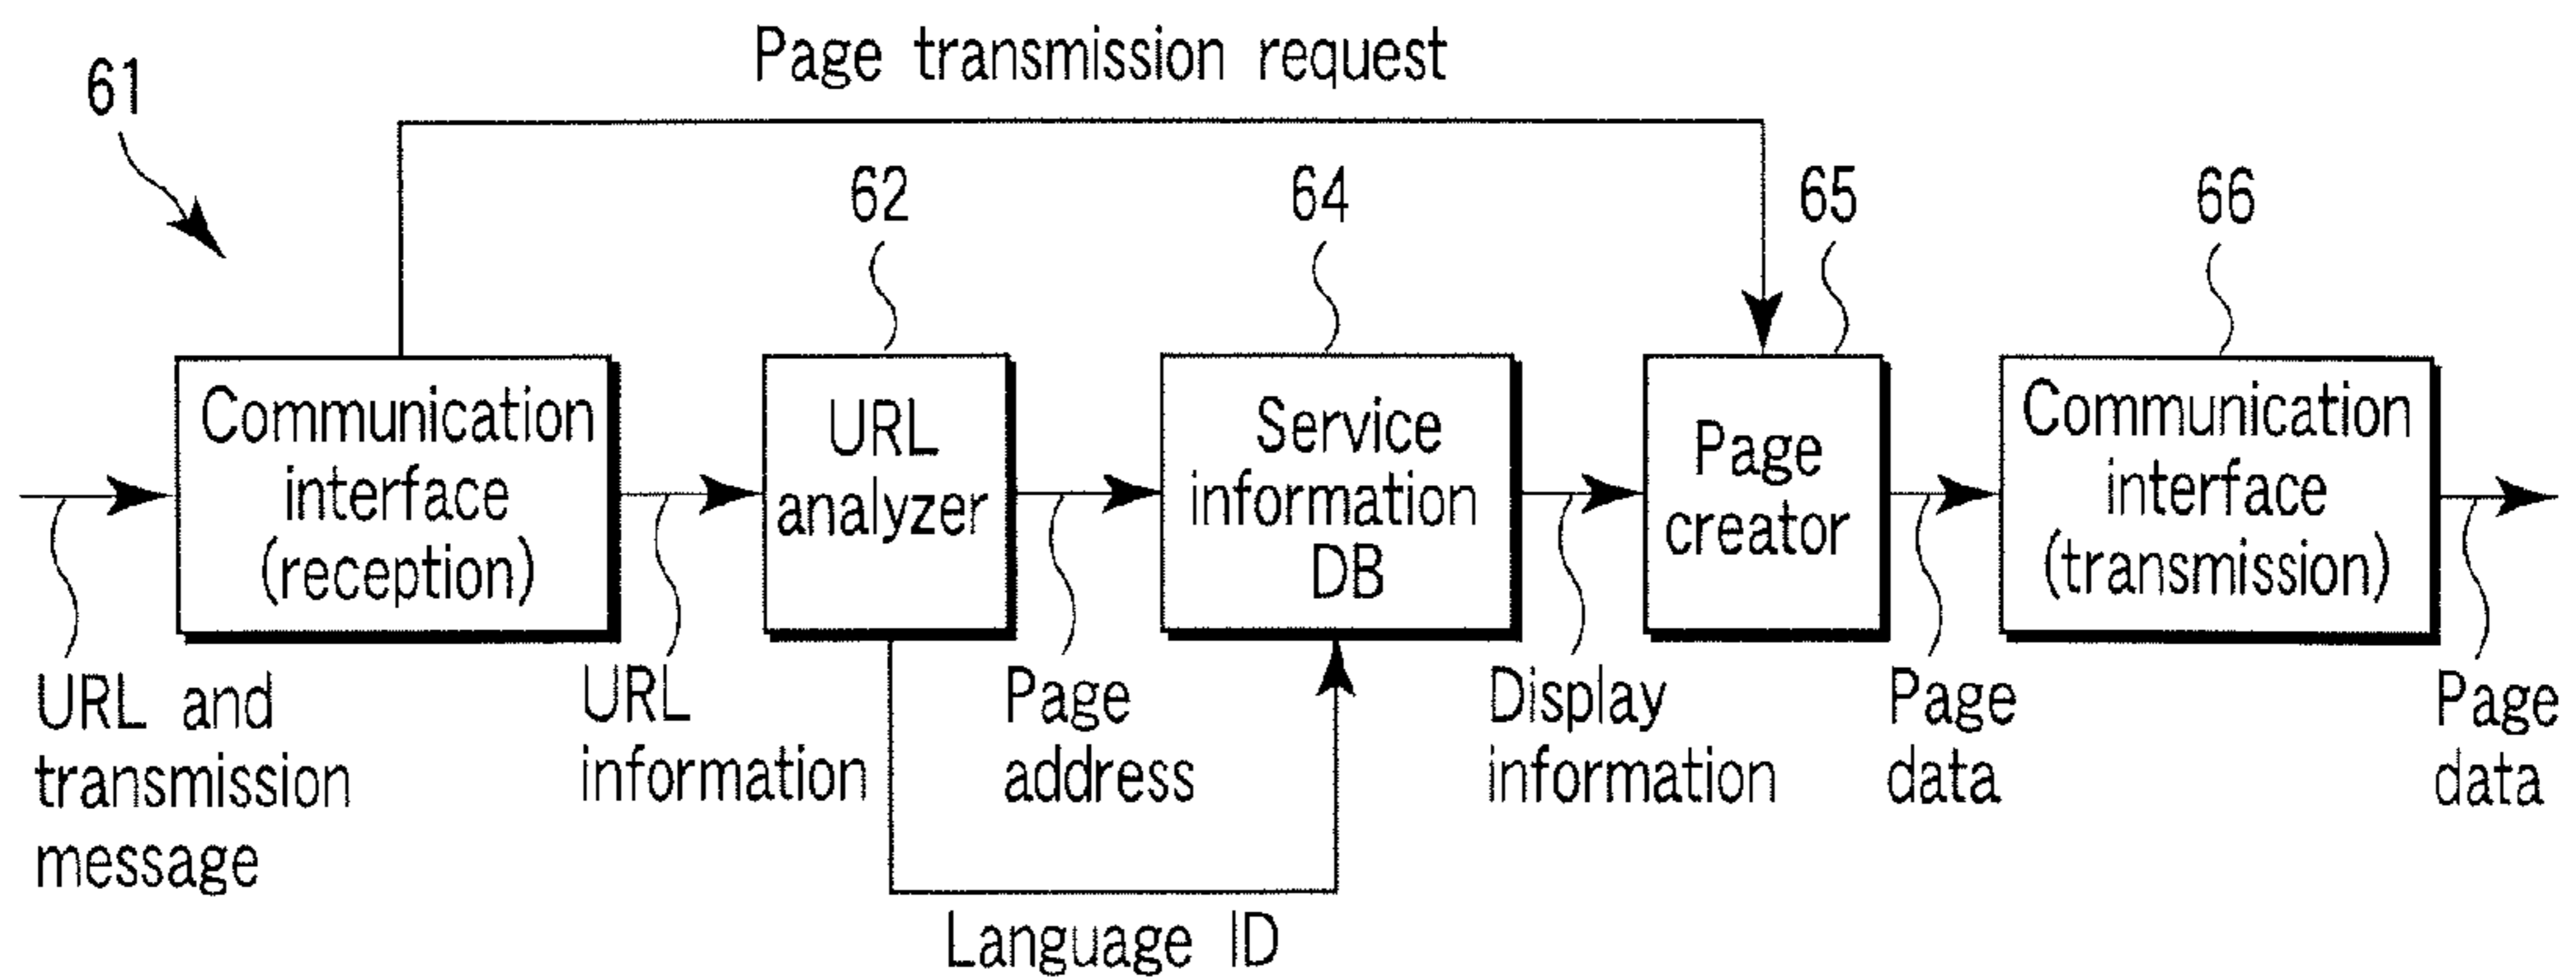 Page transmission request
61
62
64
65
66
Communication
interface
(reception)
URL
analyzer
Service
information
DB
Page
creator
Communication
interface
(transmission)
URL and
transmission
message
URL
information
Page
address
Display
information
Page
data
Page
data
Language ID